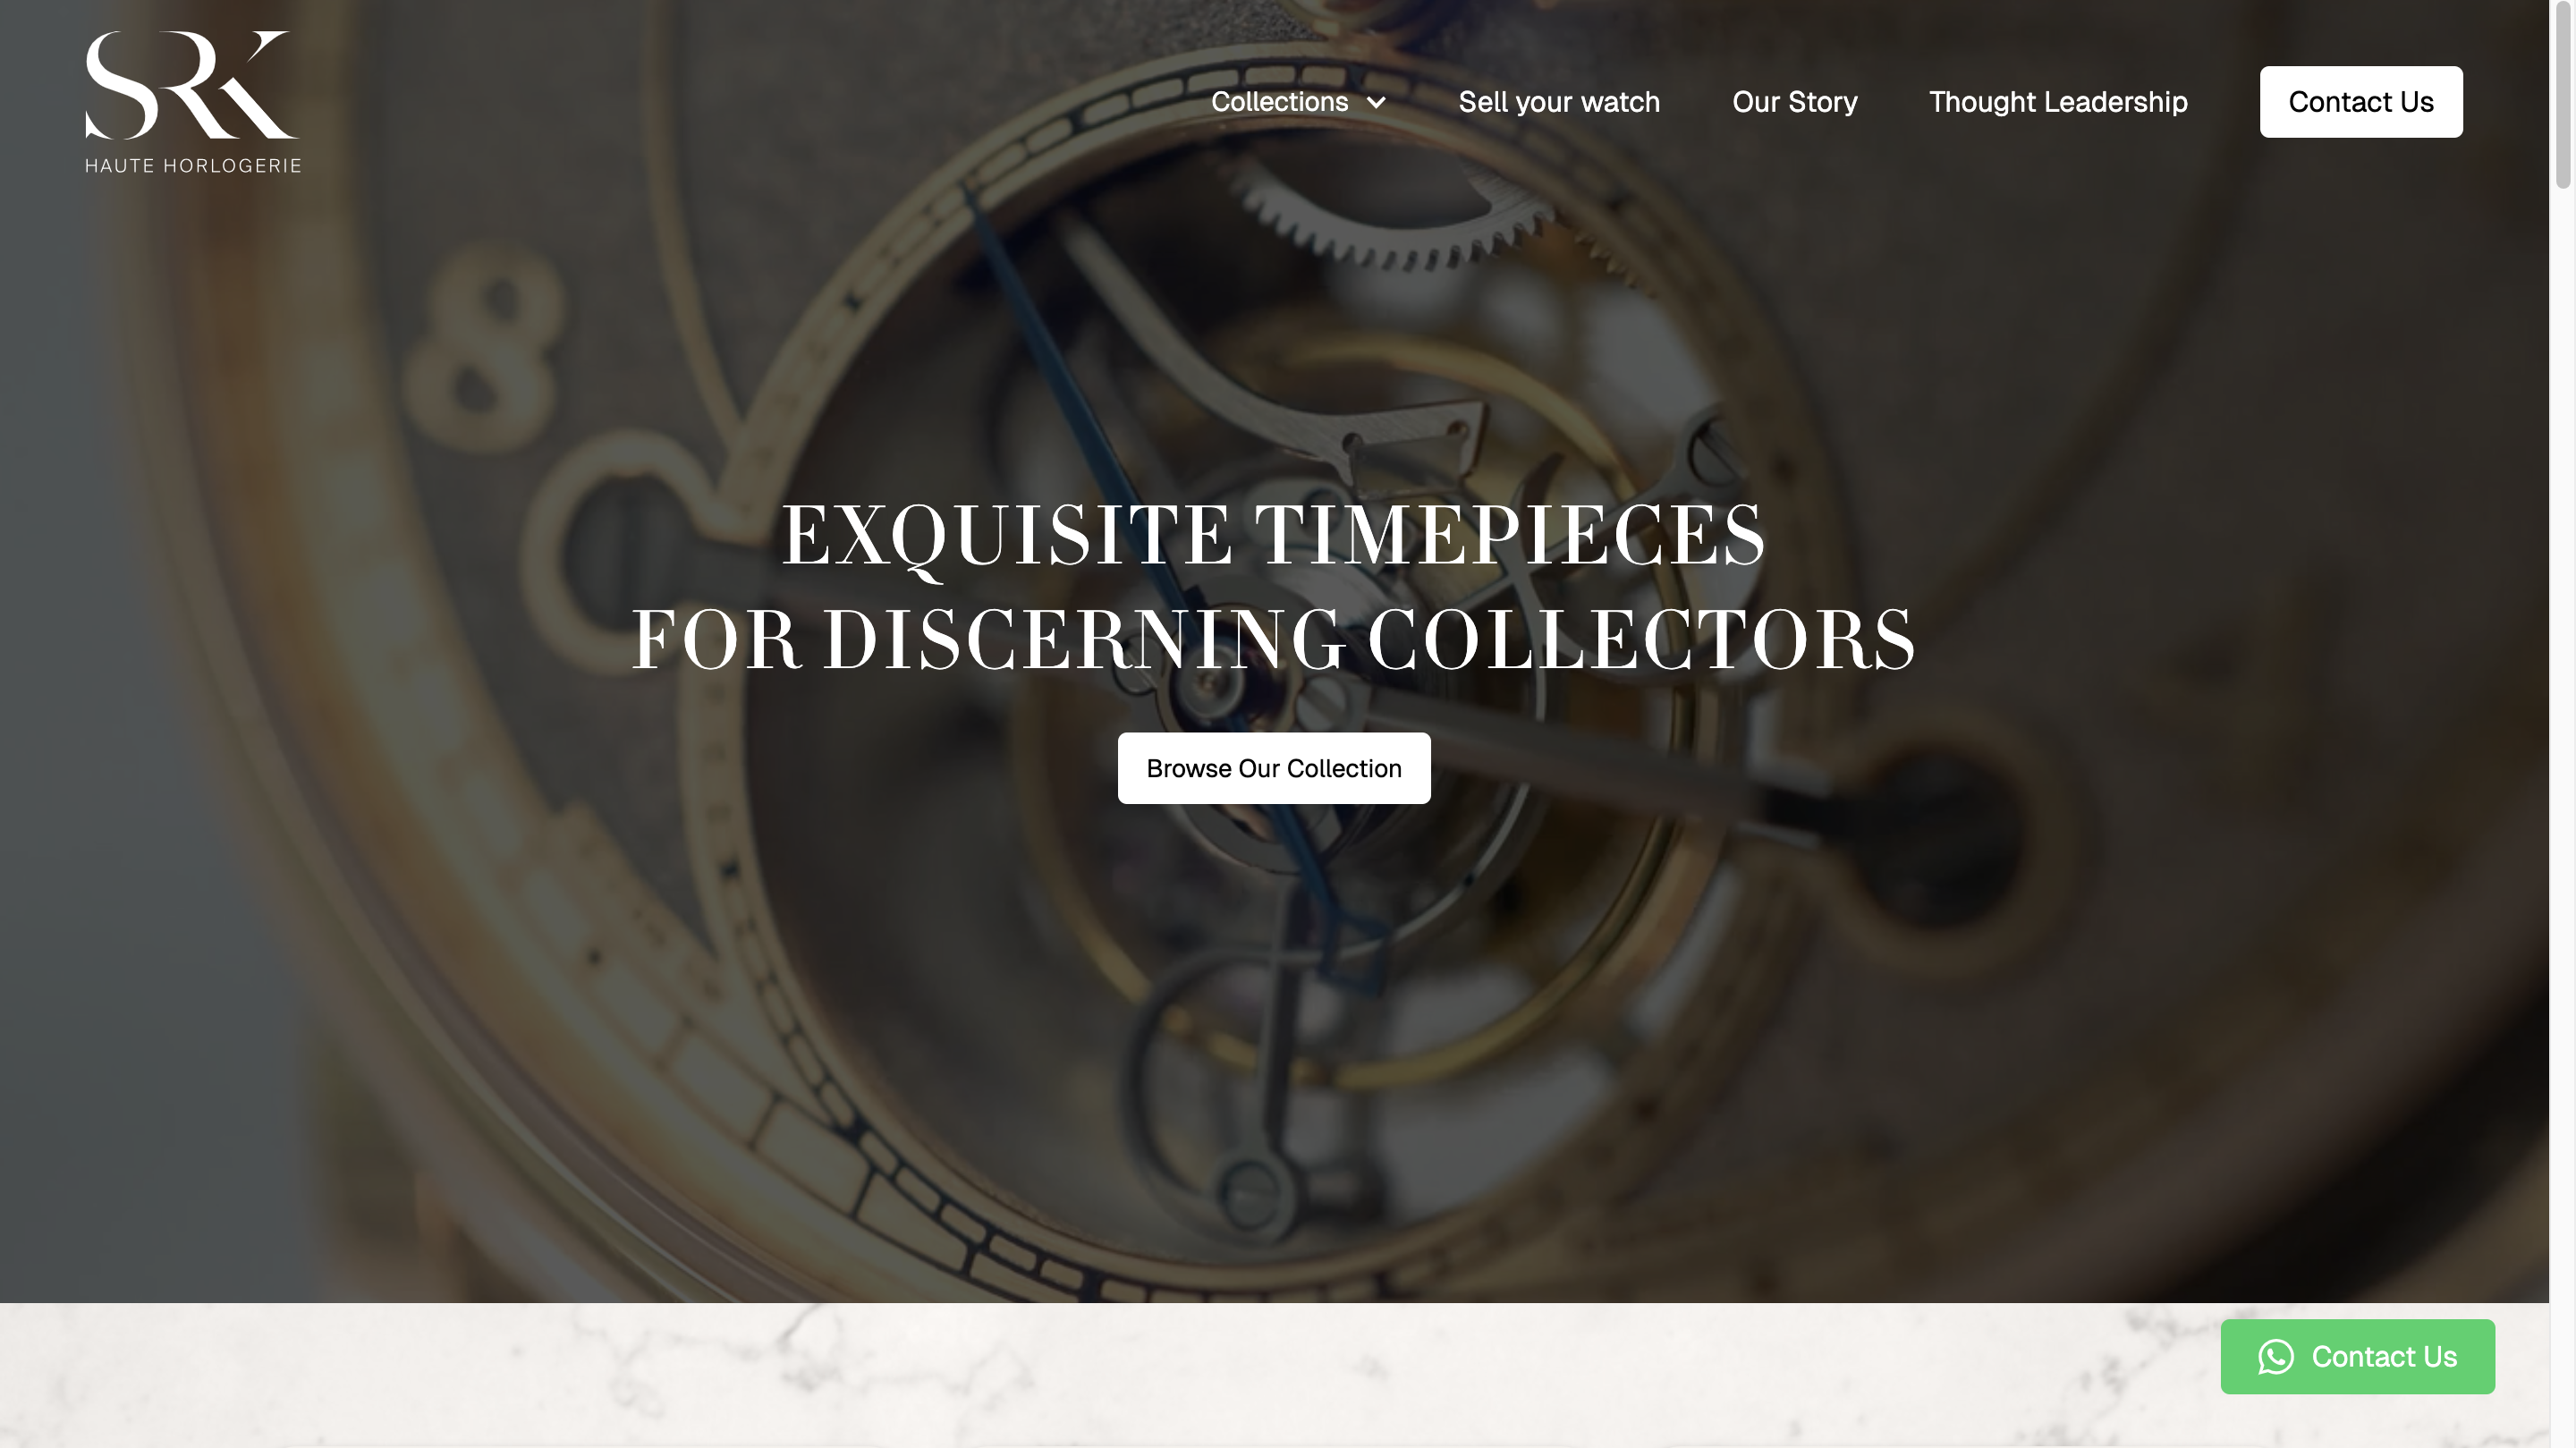 SRK
HAUTE HORLOGERIE
Collections
Sell your watch
Our Story
Thought Leadership
Contact Us
8
EXQUISITE TIMEPIECES
FOR DISCERNING COLLECTORS
Browse Our Collection
Contact Us